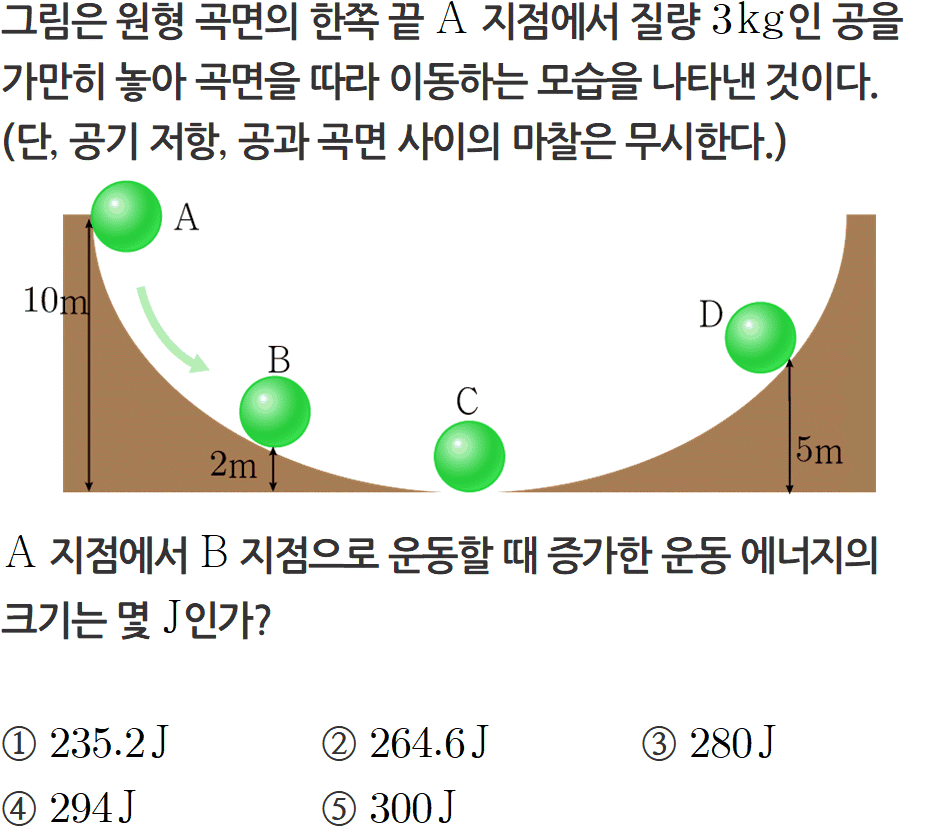 그림은 원형 곡면의 한쪽 끝 A 지점에서 질량 3kg인 공을
가만히 놓아 곡면을 따라 이동하는 모습을 나타낸 것이다.
(단, 공기 저항, 공과 곡면 사이의 마찰은 무시한다.)
A
10m
D
B
C
2m
5m
A 지점에서 B 지점으로 운동할 때 증가한 운동 에너지의
크기는 몇 J인가?
① 235.2J ② 264.6J ③ 280J
④ 294J ⑤ 300J